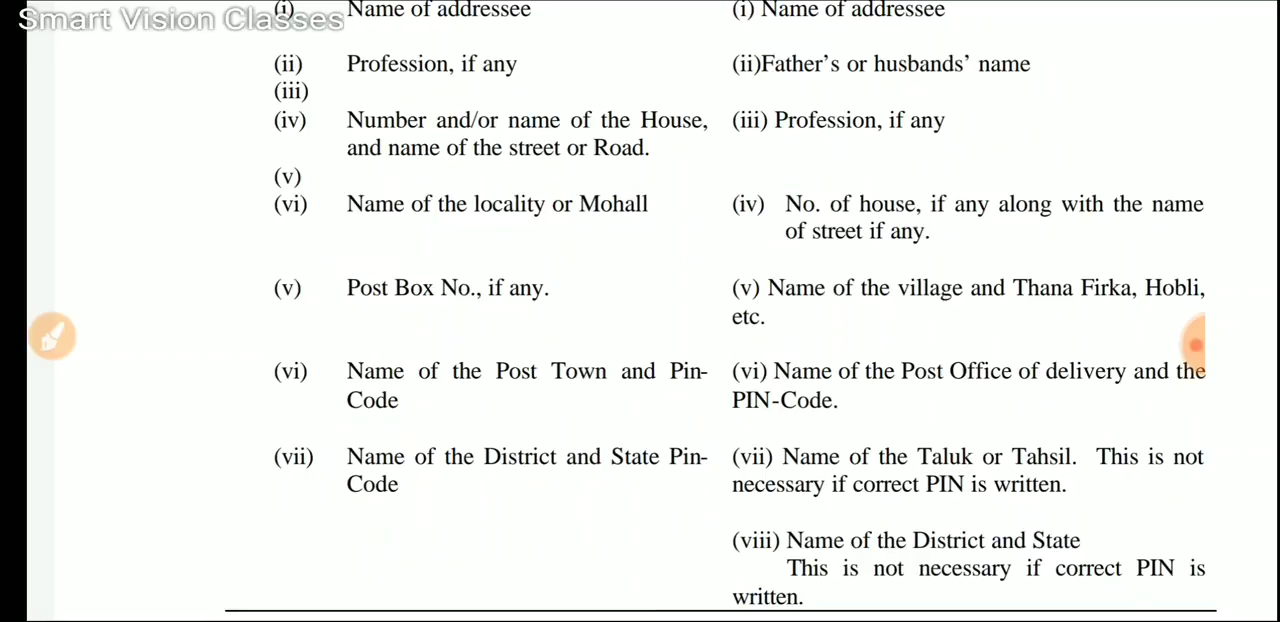 Smart Vision Classes
(i) Name of addressee (i) Name of addressee
(ii) Profession, if any (ii)Father’s or husbands’ name
(iii)
(iv) Number and/or name of the House, (iii) Profession, if any
and name of the street or Road.
(v)
(vi) Name of the locality or Mohall (iv) No. of house, if any along with the name
of street if any.
(v) Post Box No., if any. (v) Name of the village and Thana Firka, Hobli,
etc.
(vi) Name of the Post Town and Pin- (vi) Name of the Post Office of delivery and the
Code PIN-Code.
(vii) Name of the District and State Pin- (vii) Name of the Taluk or Tahsil. This is not
Code necessary if correct PIN is written.
(viii) Name of the District and State
This is not necessary if correct PIN is
written.